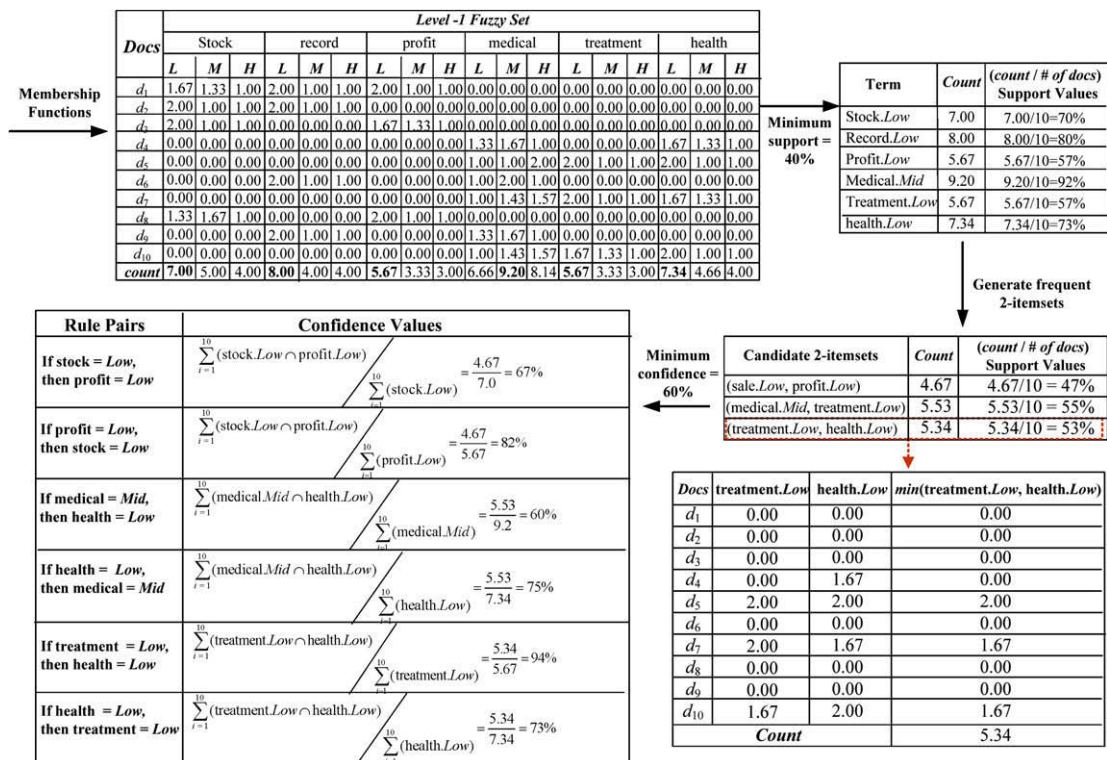 Level -1 Fuzzy Set
Docs Stock record profit medical treatment health
L M H L M H L M H L M H L M H L M H
d1 1.67 1.33 1.00 2.00 1.00 1.00 2.00 1.00 1.00 0.00 0.00 0.00 0.00 0.00 0.00 0.00 0.00 0.00
d2 2.00 1.00 1.00 2.00 1.00 1.00 0.00 0.00 0.00 0.00 0.00 0.00 0.00 0.00 0.00 0.00 0.00 0.00
d3 2.00 1.00 1.00 0.00 0.00 0.00 1.67 1.33 1.00 0.00 0.00 0.00 0.00 0.00 0.00 0.00 0.00 0.00
d4 0.00 0.00 0.00 0.00 0.00 0.00 0.00 0.00 0.00 1.33 1.67 1.00 0.00 0.00 0.00 1.67 1.33 1.00
d5 0.00 0.00 0.00 0.00 0.00 0.00 0.00 0.00 0.00 1.00 1.00 2.00 2.00 1.00 1.00 2.00 1.00 1.00
d6 0.00 0.00 0.00 2.00 1.00 1.00 0.00 0.00 0.00 1.00 2.00 1.00 0.00 0.00 0.00 0.00 0.00 0.00
d7 0.00 0.00 0.00 0.00 0.00 0.00 0.00 0.00 0.00 1.00 1.43 1.57 2.00 1.00 1.00 1.67 1.33 1.00
d8 1.33 1.67 1.00 0.00 0.00 0.00 2.00 1.00 1.00 0.00 0.00 0.00 0.00 0.00 0.00 0.00 0.00 0.00
d9 0.00 0.00 0.00 2.00 1.00 1.00 0.00 0.00 0.00 1.33 1.67 1.00 0.00 0.00 0.00 0.00 0.00 0.00
d10 0.00 0.00 0.00 0.00 0.00 0.00 0.00 0.00 0.00 1.00 1.43 1.57 1.67 1.33 1.00 2.00 1.00 1.00
count 7.00 5.00 4.00 8.00 4.00 4.00 5.67 3.33 3.00 6.66 9.20 8.14 5.67 3.33 3.00 7.34 4.66 4.00
Membership
Functions
Minimum
support =
40%
Term Count (count / # of docs)
Support Values
Stock.Low 7.00 7.00/10=70%
Record.Low 8.00 8.00/10=80%
Profit.Low 5.67 5.67/10=57%
Medical.Mid 9.20 9.20/10=92%
Treatment.Low 5.67 5.67/10=57%
health.Low 7.34 7.34/10=73%
Generate frequent
2-itemsets
Candidate 2-itemsets Count (count / # of docs)
Support Values
(sale.Low, profit.Low) 4.67 4.67/10 = 47%
(medical.Mid, treatment.Low) 5.53 5.53/10 = 55%
(treatment.Low, health.Low) 5.34 5.34/10 = 53%
Minimum
confidence =
60%
Rule Pairs Confidence Values
If stock = Low,
then profit = Low
10 ∑ i = 1 (stock.Low ∩ profit.Low) / 10 ∑ i=1 (stock.Low) = 4.67 / 7.0 = 67%
If profit = Low,
then stock = Low
10 ∑ i = 1 (stock.Low ∩ profit.Low) / 10 ∑ i=1 (profit.Low) = 4.67 / 5.67 = 82%
If medical = Mid,
then health = Low
10 ∑ i = 1 (medical.Mid ∩ health.Low) / 10 ∑ i=1 (medical.Mid) = 5.53 / 9.2 = 60%
If health = Low,
then medical = Mid
10 ∑ i = 1 (medical.Mid ∩ health.Low) / 10 ∑ i=1 (health.Low) = 5.53 / 7.34 = 75%
If treatment = Low,
then health = Low
10 ∑ i = 1 (treatment.Low ∩ health.Low) / 10 ∑ i=1 (treatment.Low) = 5.34 / 5.67 = 94%
If health = Low,
then treatment = Low
10 ∑ i = 1 (treatment.Low ∩ health.Low) / 10 ∑ i=1 (health.Low) = 5.34 / 7.34 = 73%
Docs treatment.Low health.Low min(treatment.Low, health.Low)
d1 0.00 0.00 0.00
d2 0.00 0.00 0.00
d3 0.00 0.00 0.00
d4 0.00 1.67 0.00
d5 2.00 2.00 2.00
d6 0.00 0.00 0.00
d7 2.00 1.67 1.67
d8 0.00 0.00 0.00
d9 0.00 0.00 0.00
d10 1.67 2.00 1.67
Count 5.34